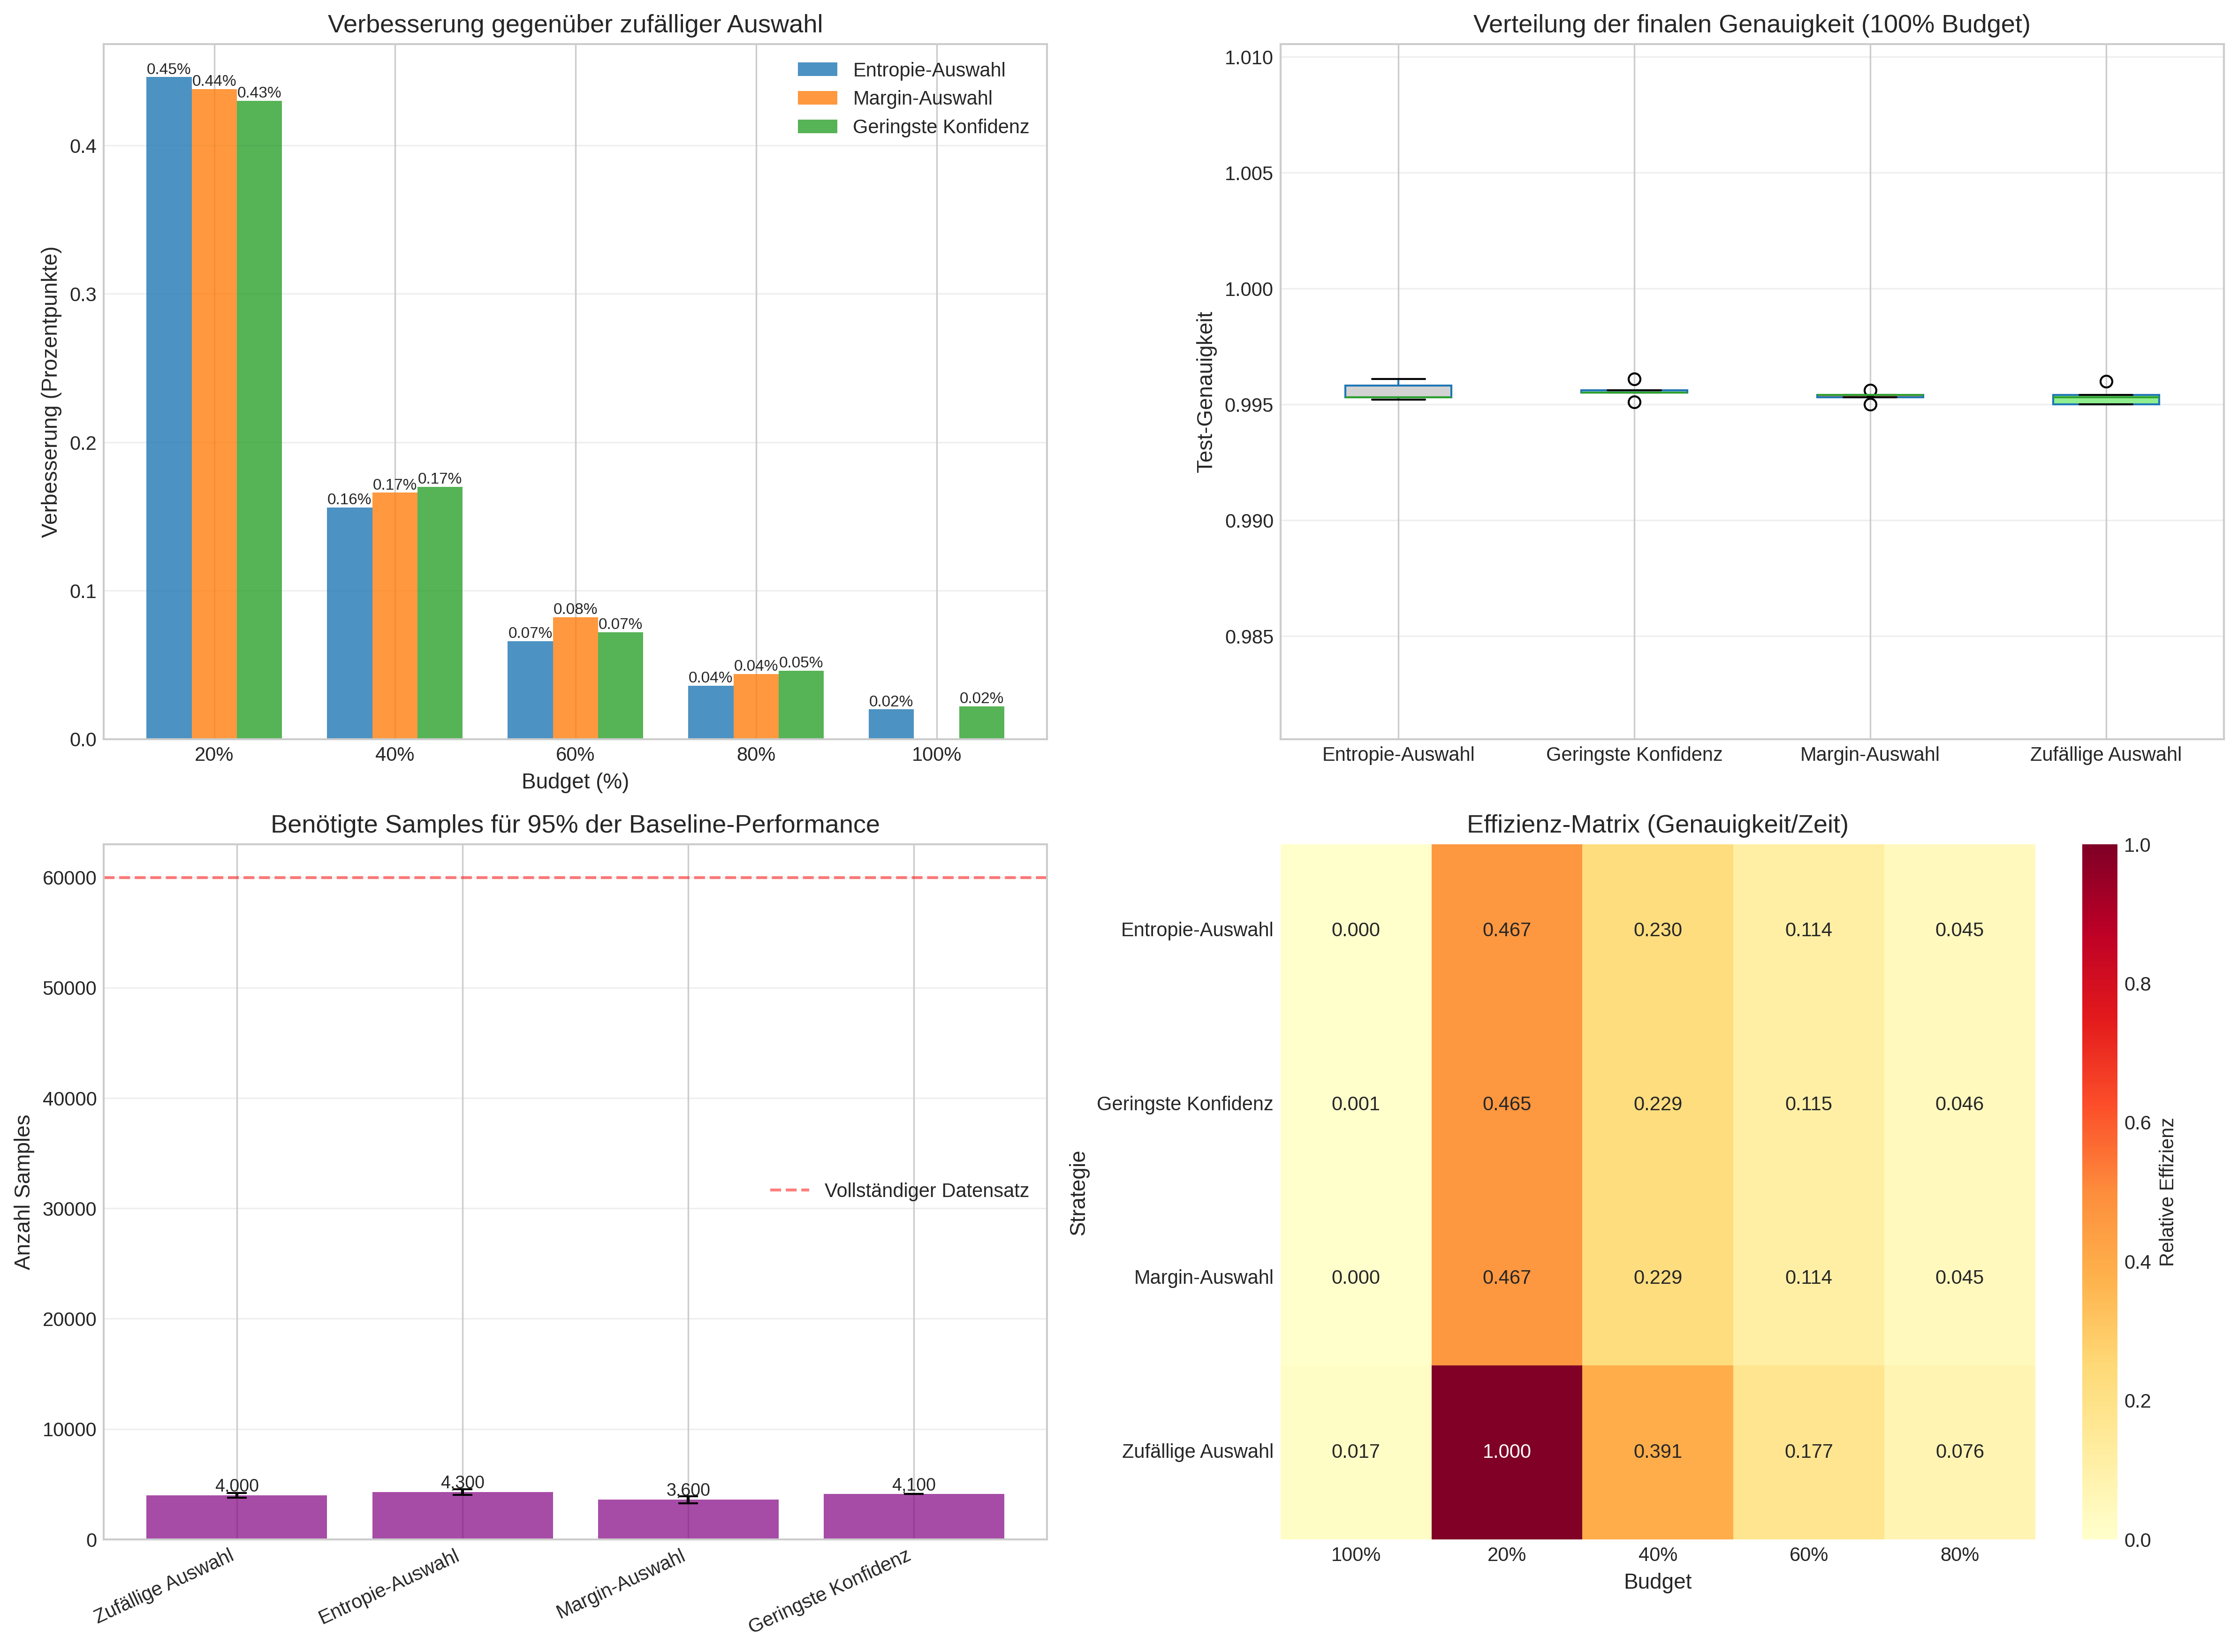 Verbesserung gegenüber zufälliger Auswahl
Verbesserung (Prozentpunkte)
0.4
0.3
0.2
0.1
0.0
0.45%
0.44%
0.43%
0.16%
0.17%
0.17%
0.07%
0.08%
0.07%
0.04%
0.04%
0.05%
0.02%
0.02%
Entropie-Auswahl
Margin-Auswahl
Geringste Konfidenz
20%
40%
60%
80%
100%
Budget (%)
Verteilung der finalen Genauigkeit (100% Budget)
Test-Genauigkeit
1.010
1.005
1.000
0.995
0.990
0.985
Entropie-Auswahl
Geringste Konfidenz
Margin-Auswahl
Zufällige Auswahl
Benötigte Samples für 95% der Baseline-Performance
Anzahl Samples
60000
50000
40000
30000
20000
10000
0
Vollständiger Datensatz
4,000
4,300
3,600
4,100
Zufällige Auswahl
Entropie-Auswahl
Margin-Auswahl
Geringste Konfidenz
Effizienz-Matrix (Genauigkeit/Zeit)
Strategie
Entropie-Auswahl
0.000
0.467
0.230
0.114
0.045
Geringste Konfidenz
0.001
0.465
0.229
0.115
0.046
Margin-Auswahl
0.000
0.467
0.229
0.114
0.045
Zufällige Auswahl
0.017
1.000
0.391
0.177
0.076
100%
20%
40%
60%
80%
Budget
1.0
0.8
0.6
0.4
0.2
0.0
Relative Effizienz